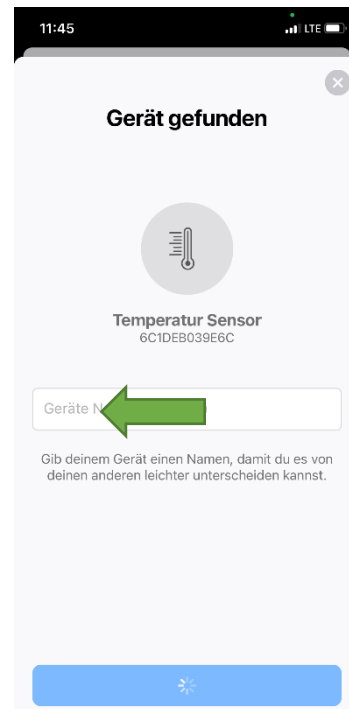 11:45
LTE
Gerät gefunden
Temperatur Sensor
6C1DEB039E6C
Geräte
Gib deinem Gerät einen Namen, damit du es von
deinen anderen leichter unterscheiden kannst.